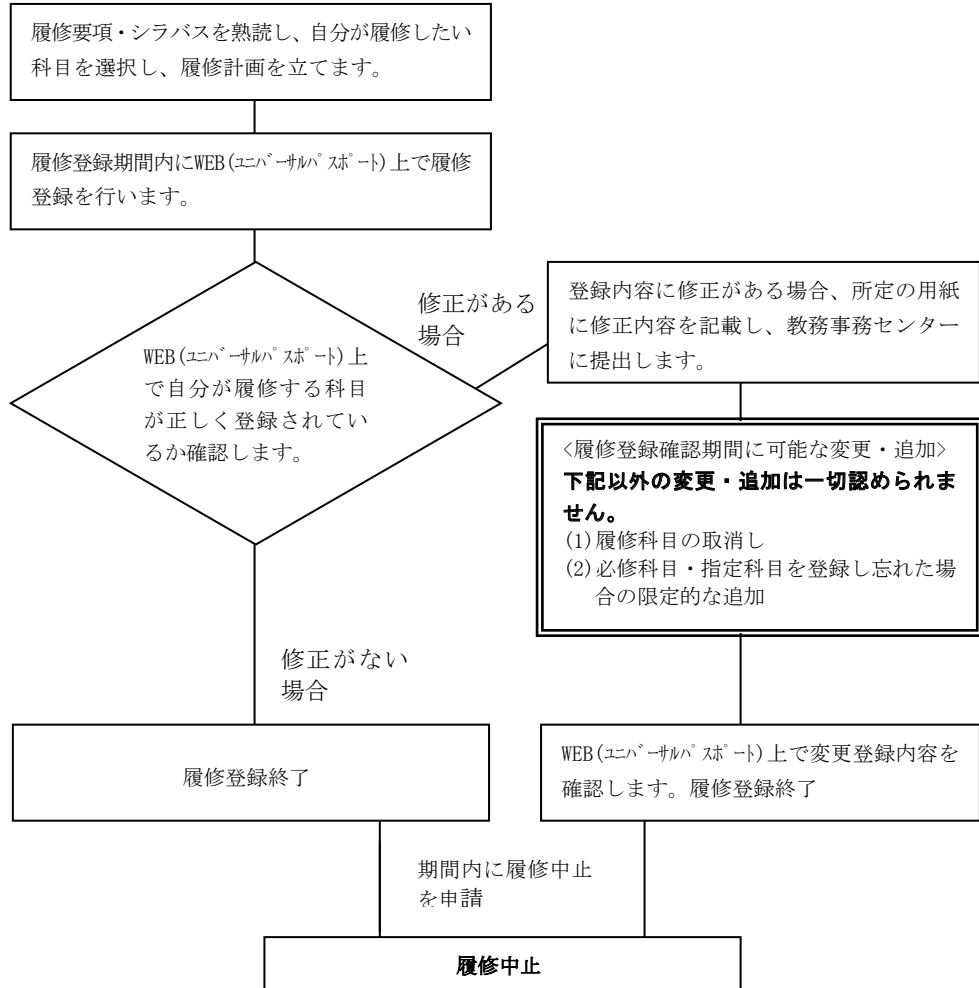 履修要項・シラバスを熟読し、自分が履修したい
科目を選択し、履修計画を立てます。
履修登録期間内にWEB(ﾕﾆﾊﾞｰｻﾙﾊﾟｽﾎﾟｰﾄ)上で履修
登録を行います。
修正がある
場合
登録内容に修正がある場合、所定の用紙
に修正内容を記載し、教務事務センター
に提出します。
WEB(ﾕﾆﾊﾞｰｻﾙﾊﾟｽﾎﾟｰﾄ)上
で自分が履修する科目
が正しく登録されてい
るか確認します。
<履修登録確認期間に可能な変更・追加>
下記以外の変更・追加は一切認められま
せん。
(1)履修科目の取消し
(2)必修科目・指定科目を登録し忘れた場
合の限定的な追加
修正がない
場合
履修登録終了
WEB(ﾕﾆﾊﾞｰｻﾙﾊﾟｽﾎﾟｰﾄ)上で変更登録内容を
確認します。履修登録終了
期間内に履修中止
を申請
履修中止